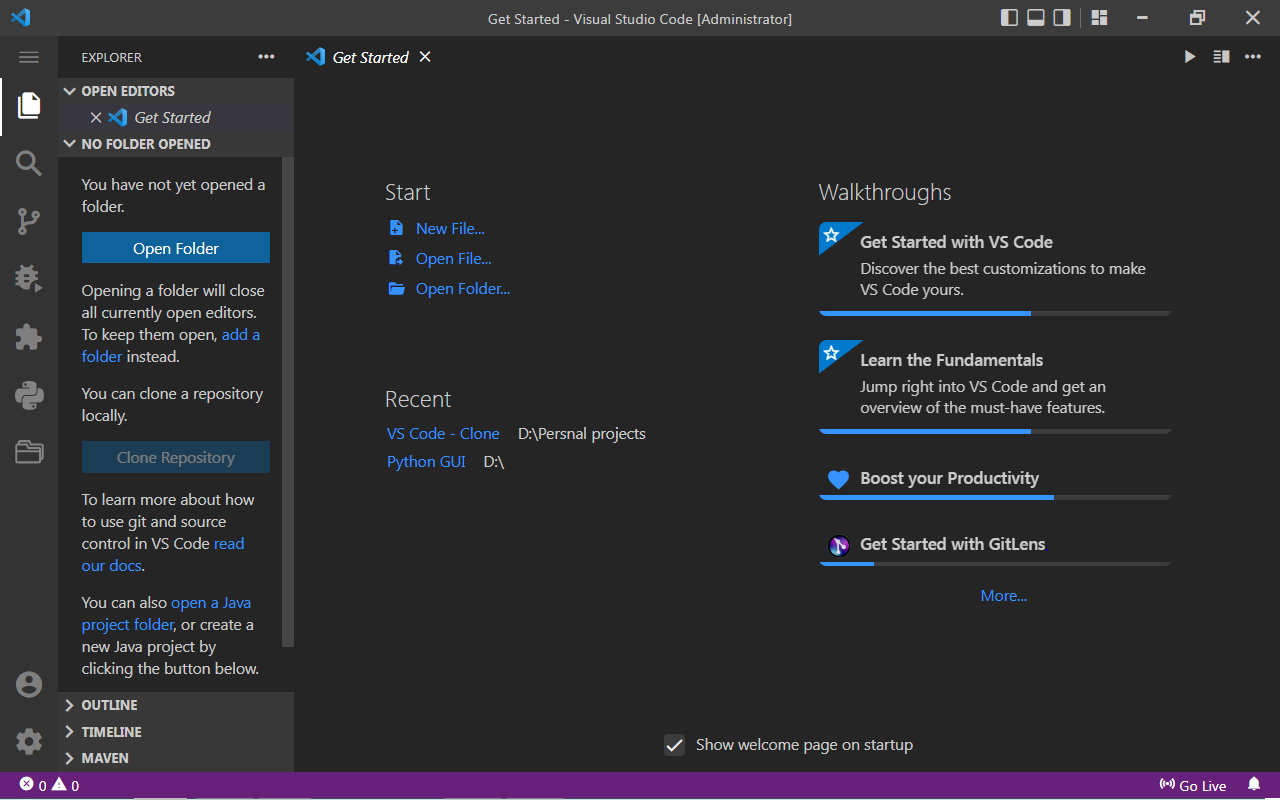 Get Started - Visual Studio Code [Administrator]
EXPLORER
Get Started
OPEN EDITORS
Get Started
NO FOLDER OPENED
You have not yet opened a
folder.
Open Folder
Opening a folder will close
all currently open editors.
To keep them open, add a
folder instead.
You can clone a repository
locally.
Clone Repository
To learn more about how
to use git and source
control in VS Code read
our docs.
You can also open a Java
project folder, or create a
new Java project by
clicking the button below.
OUTLINE
TIMELINE
MAVEN
Start
New File...
Open File...
Open Folder...
Recent
VS Code - Clone D:\Persnal projects
Python GUI D:\
Walkthroughs
Get Started with VS Code
Discover the best customizations to make
VS Code yours.
Learn the Fundamentals
Jump right into VS Code and get an
overview of the must-have features.
Boost your Productivity
Get Started with GitLens
More...
Show welcome page on startup
0 0
Go Live